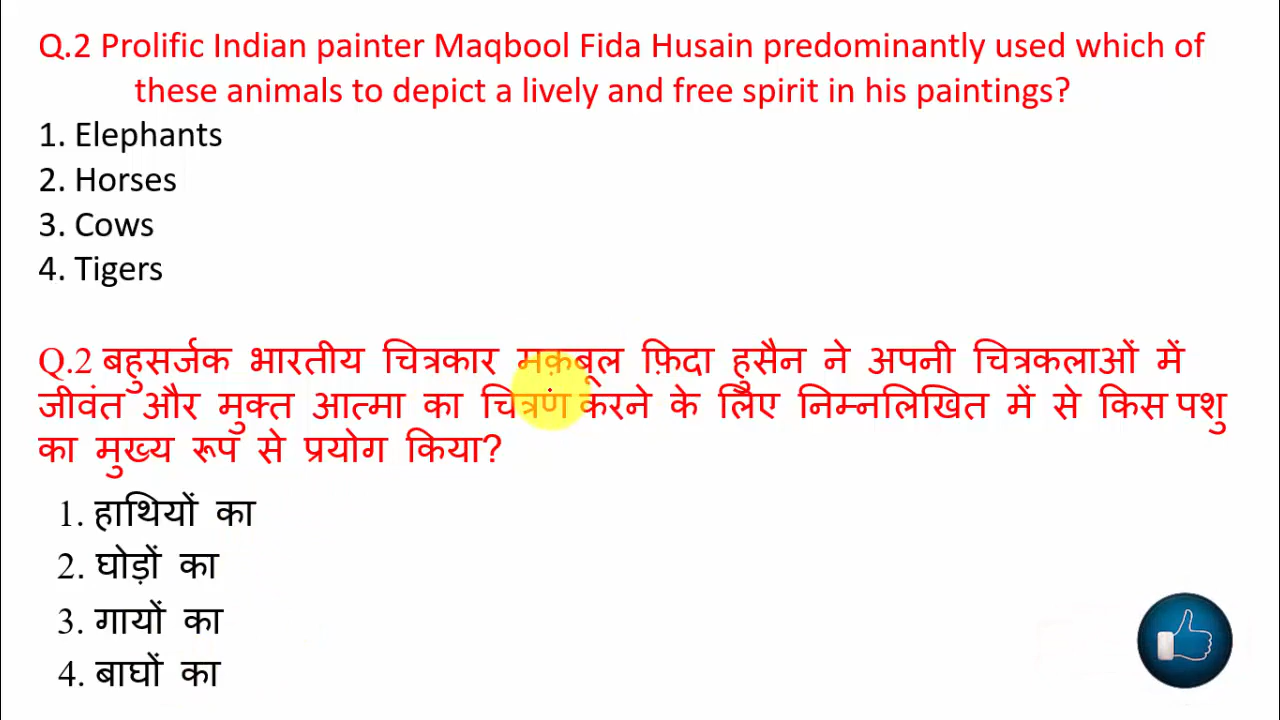 Q.2 Prolific Indian painter Maqbool Fida Husain predominantly used which of
these animals to depict a lively and free spirit in his paintings?
1. Elephants
2. Horses
3. Cows
4. Tigers
Q.2 बहुसर्जक भारतीय चित्रकार मक़बूल फ़िदा हुसैन ने अपनी चित्रकलाओं में
जीवंत और मुक्त आत्मा का चित्रण करने के लिए निम्नलिखित में से किस पशु
का मुख्य रूप से प्रयोग किया?
1. हाथियों का
2. घोड़ों का
3. गायों का
4. बाघों का